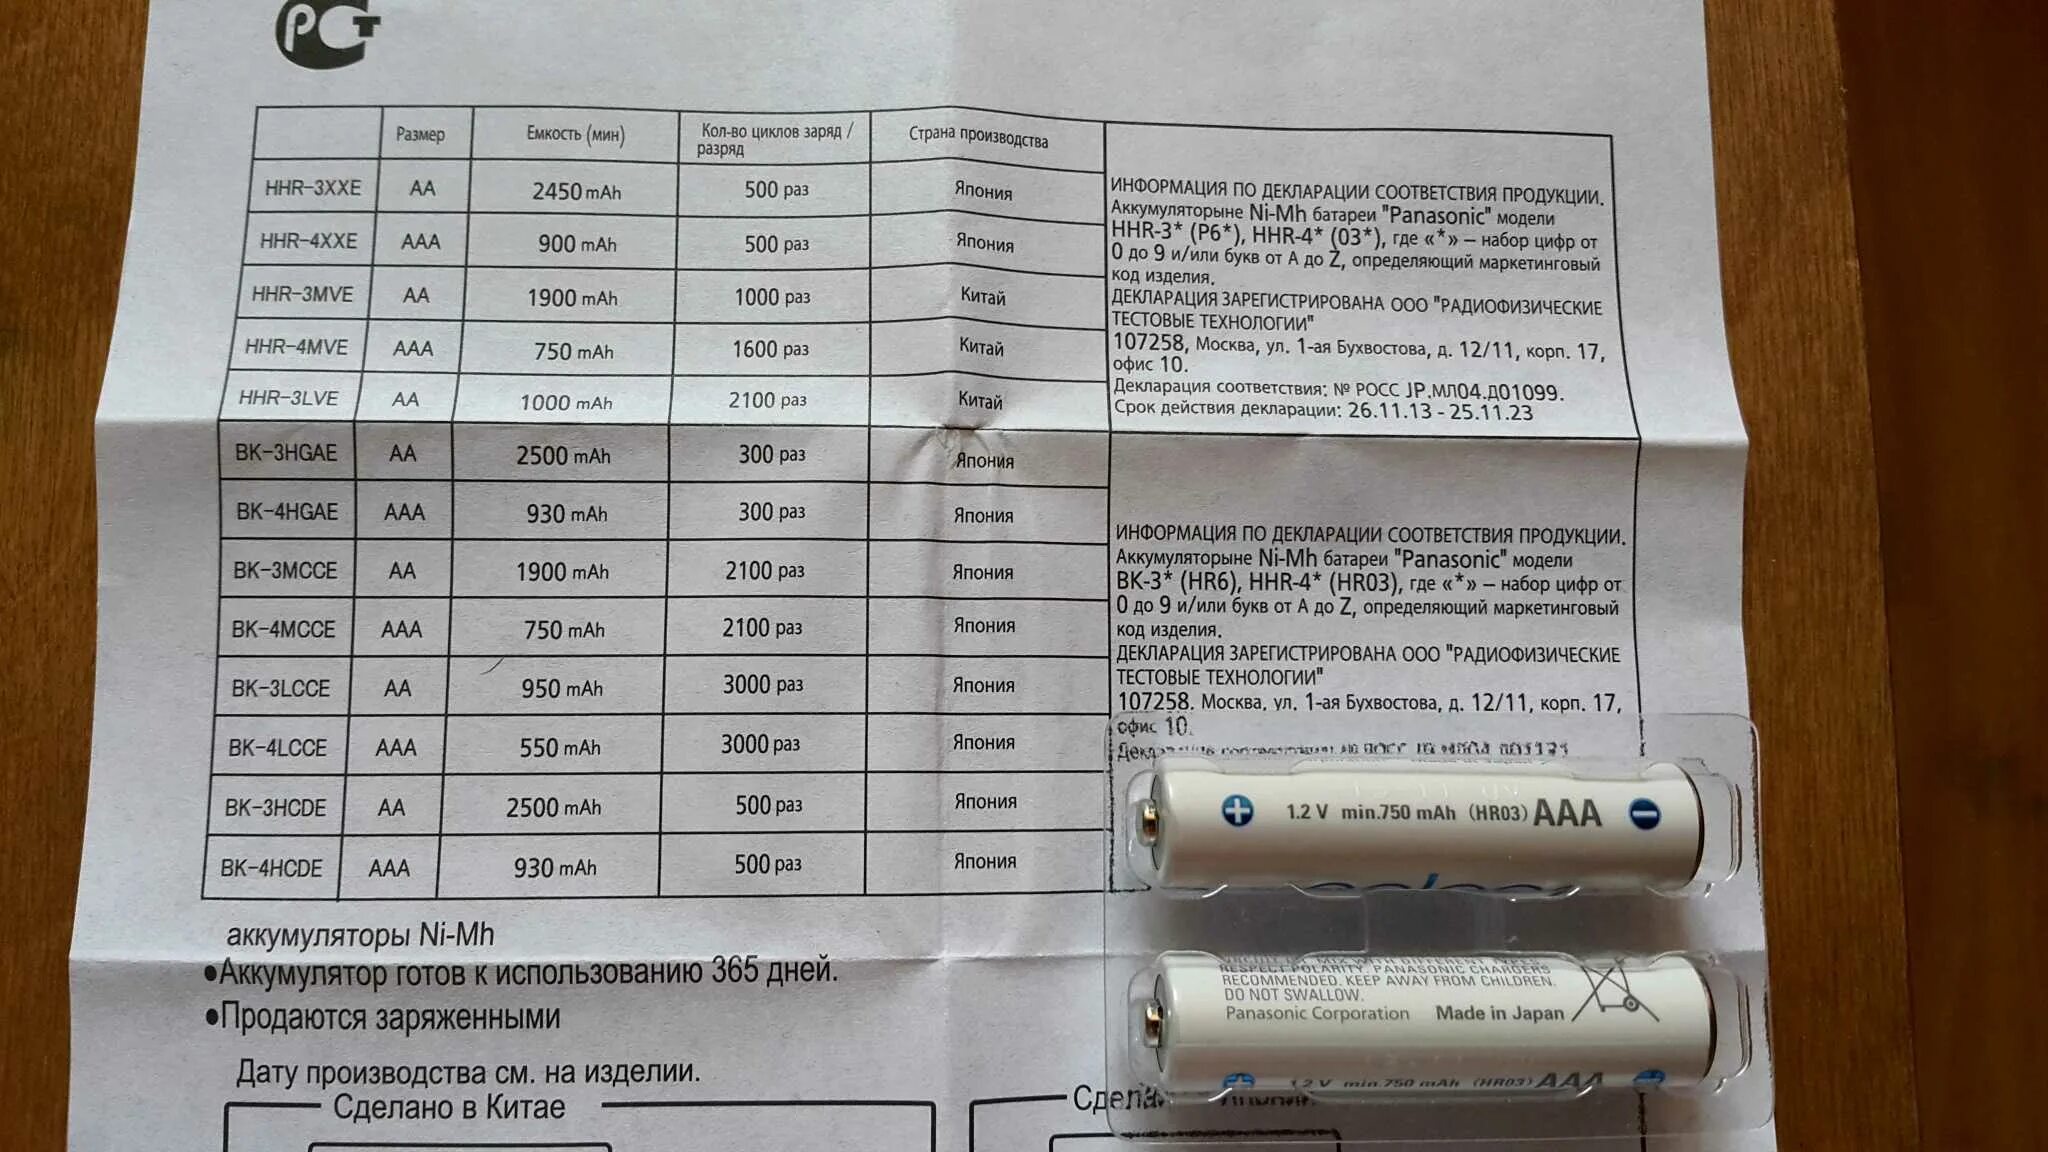 РСТ
Размер Емкость (мин) Кол-во циклов заряд / разряд Страна производства
HHR-3XXE AA 2450 mAh 500 раз Япония
HHR-4XXE AAA 900 mAh 500 раз Япония
HHR-3MVE AA 1900 mAh 1000 раз Китай
HHR-4MVE AAA 750 mAh 1600 раз Китай
HHR-3LVE AA 1000 mAh 2100 раз Китай
BK-3HGAE AA 2500 mAh 300 раз Япония
BK-4HGAE AAA 930 mAh 300 раз Япония
BK-3MCCE AA 1900 mAh 2100 раз Япония
BK-4MCCE AAA 750 mAh 2100 раз Япония
BK-3LCCE AA 950 mAh 3000 раз Япония
BK-4LCCE AAA 550 mAh 3000 раз Япония
BK-3HCDE AA 2500 mAh 500 раз Япония
BK-4HCDE AAA 930 mAh 500 раз Япония
ИНФОРМАЦИЯ ПО ДЕКЛАРАЦИИ СООТВЕТСТВИЯ ПРОДУКЦИИ.
Аккумуляторыне Ni-Mh батареи "Panasonic" модели
HHR-3* (P6*), HHR-4* (03*), где «*» – набор цифр от
0 до 9 и/или букв от A до Z, определяющий маркетинговый
код изделия.
ДЕКЛАРАЦИЯ ЗАРЕГИСТРИРОВАНА ООО "РАДИОФИЗИЧЕСКИЕ
ТЕСТОВЫЕ ТЕХНОЛОГИИ"
107258, Москва, ул. 1-ая Бухвостова, д. 12/11, корп. 17,
офис 10.
Декларация соответствия: № РОСС JP.МЛ04.Д01099.
Срок действия декларации: 26.11.13 - 25.11.23
ИНФОРМАЦИЯ ПО ДЕКЛАРАЦИИ СООТВЕТСТВИЯ ПРОДУКЦИИ.
Аккумуляторыне Ni-Mh батареи "Panasonic" модели
BK-3* (HR6), HHR-4* (HR03), где «*» – набор цифр от
0 до 9 и/или букв от A до Z, определяющий маркетинговый
код изделия.
ДЕКЛАРАЦИЯ ЗАРЕГИСТРИРОВАНА ООО "РАДИОФИЗИЧЕСКИЕ
ТЕСТОВЫЕ ТЕХНОЛОГИИ"
107258. Москва, ул. 1-ая Бухвостова, д. 12/11, корп. 17,
офис 10.
1.2 V min.750 mAh (HR03) AAA
RESPECT POLARITY. PANASONIC CHARGERS
RECOMMENDED. KEEP AWAY FROM CHILDREN.
DO NOT SWALLOW.
Panasonic Corporation Made in Japan
1.2 V min.750 mAh (HR03) AAA
аккумуляторы Ni-Mh
●Аккумулятор готов к использованию 365 дней.
●Продаются заряженными
Дату производства см. на изделии.
Сделано в Китае